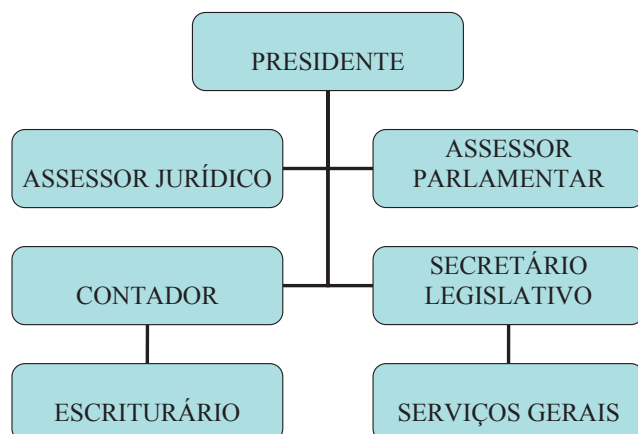 PRESIDENTE
ASSESSOR JURÍDICO
ASSESSOR
PARLAMENTAR
CONTADOR
SECRETÁRIO
LEGISLATIVO
ESCRITURÁRIO
SERVIÇOS GERAIS